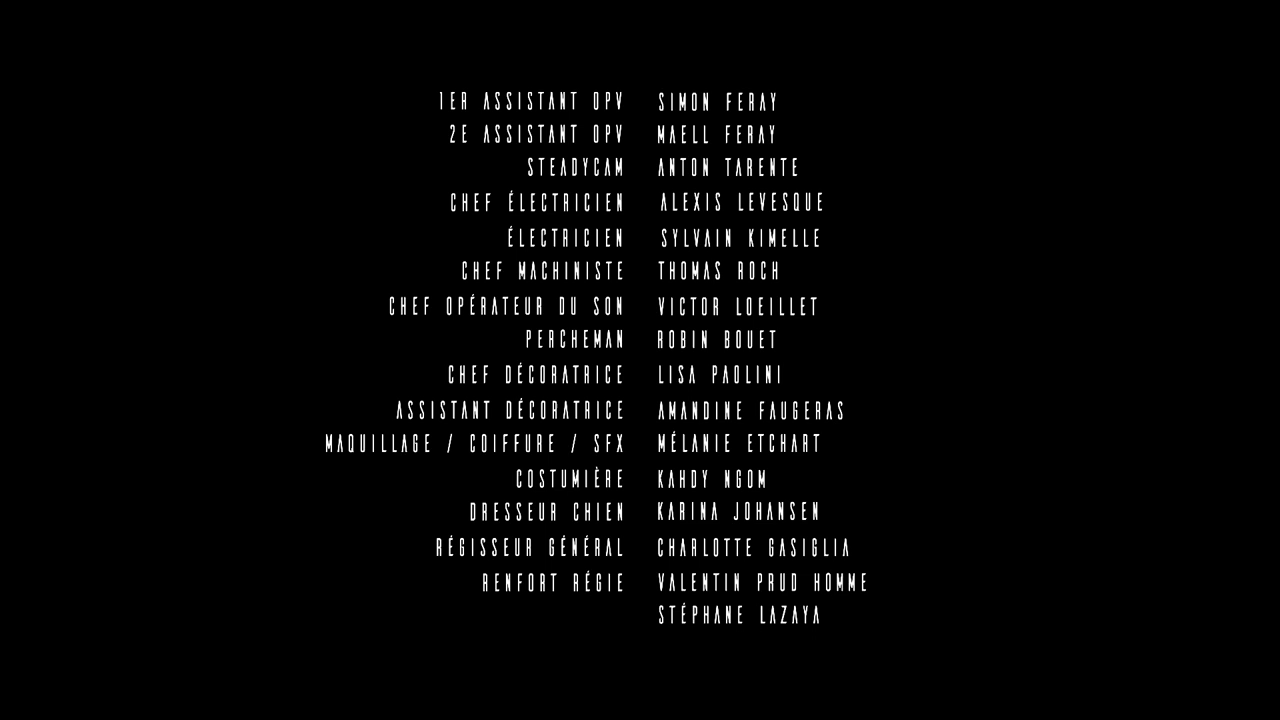 1ER ASSISTANT OPV SIMON FERAY
2E ASSISTANT OPV MAELL FERAY
STEADYCAM ANTON TARENTE
CHEF ÉLECTRICIEN ALEXIS LEVESQUE
ÉLECTRICIEN SYLVAIN KIMELLE
CHEF MACHINISTE THOMAS ROCH
CHEF OPÉRATEUR DU SON VICTOR LOEILLET
PERCHEMAN ROBIN BOUET
CHEF DÉCORATRICE LISA PAOLINI
ASSISTANT DÉCORATRICE AMANDINE FAUGERAS
MAQUILLAGE / COIFFURE / SFX MÉLANIE ETCHART
COSTUMIÈRE KAHDY NGOM
DRESSEUR CHIEN KARINA JOHANSEN
RÉGISSEUR GÉNÉRAL CHARLOTTE GASIGLIA
RENFORT RÉGIE VALENTIN PRUD HOMME
STÉPHANE LAZAYA